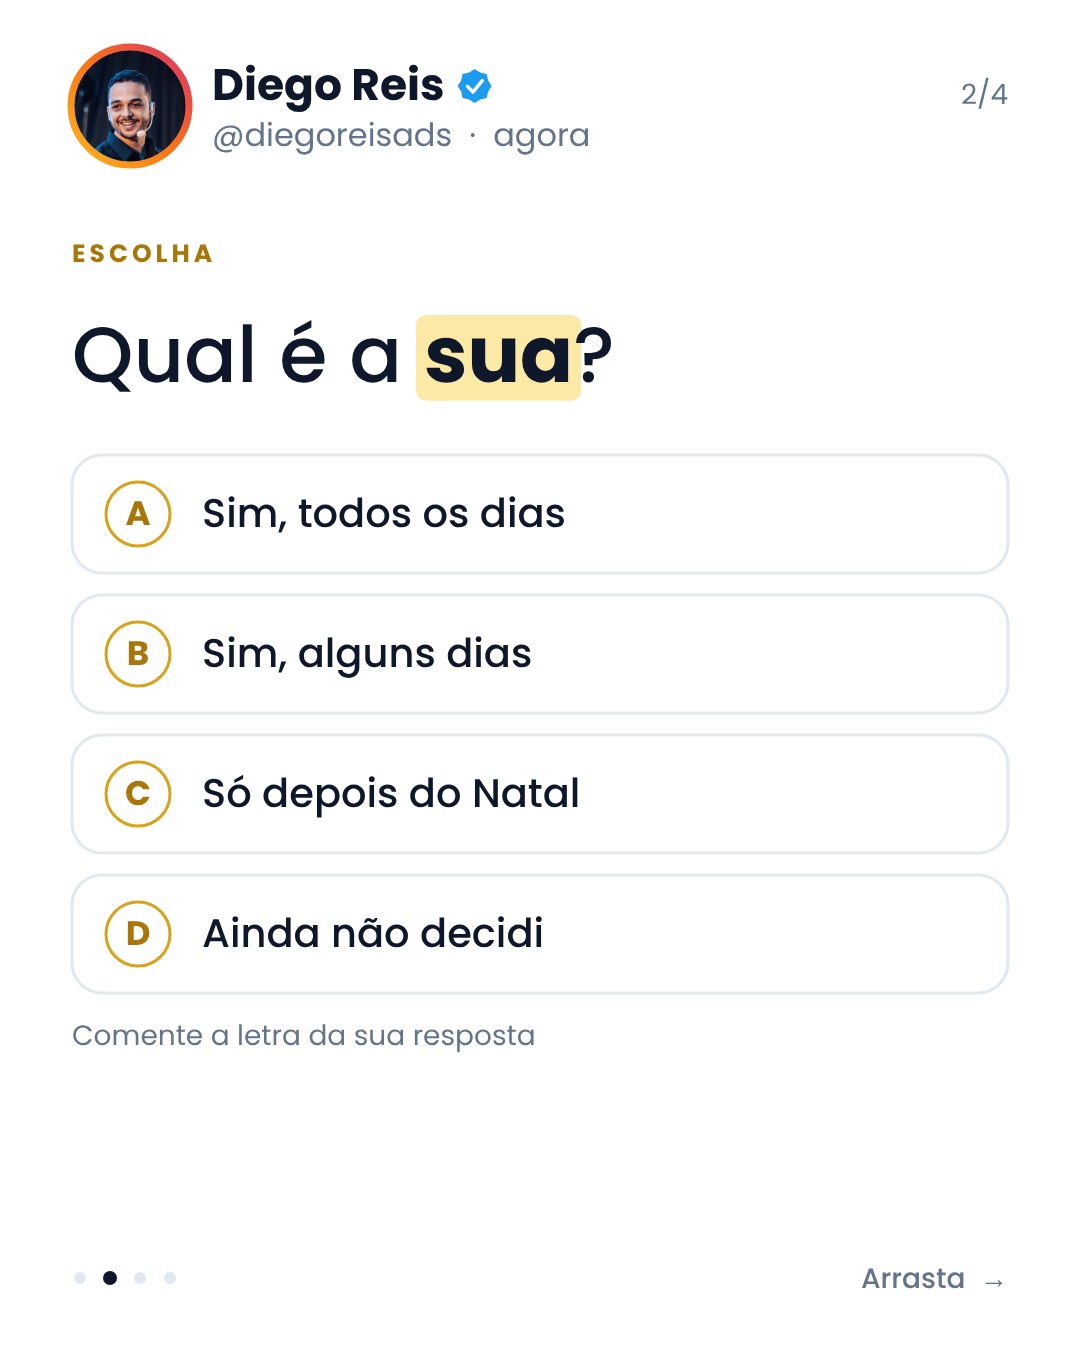 Diego Reis
@diegoreisads · agora
2/4
ESCOLHA
Qual é a sua?
A Sim, todos os dias
B Sim, alguns dias
C Só depois do Natal
D Ainda não decidi
Comente a letra da sua resposta
Arrasta →